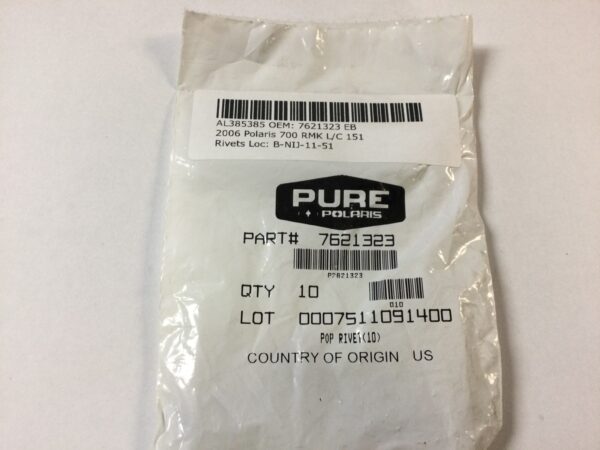 AL385385 OEM: 7621323 EB
2006 Polaris 700 RMK L/C 151
Rivets Loc: B-NIJ-11-51
PURE
POLARIS
PART# 7621323
P7621323
QTY 10
010
LOT 0007511091400
POP RIVET(10)
COUNTRY OF ORIGIN US